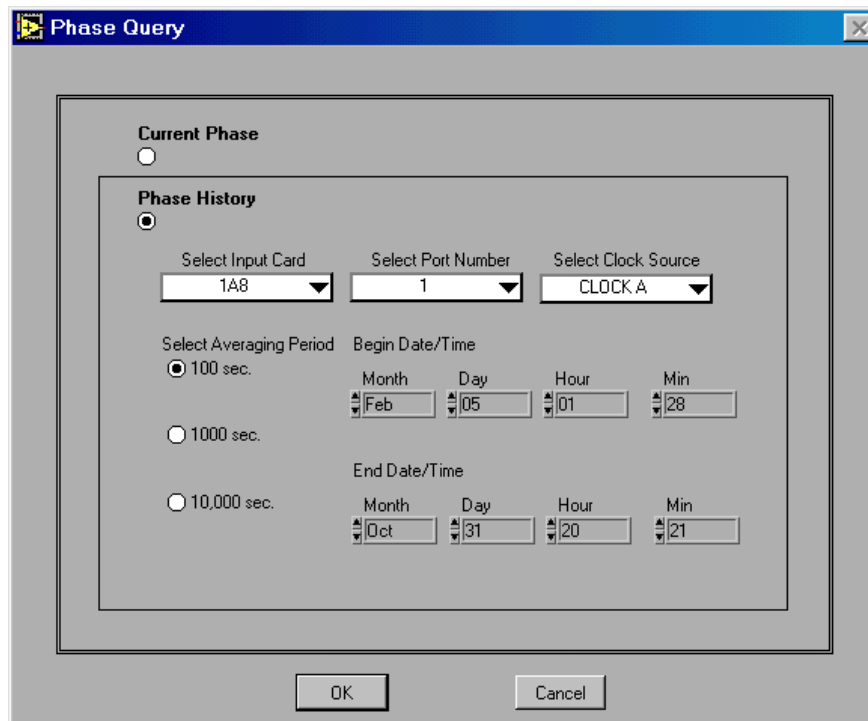 Phase Query
Current Phase
Phase History
Select Input Card Select Port Number Select Clock Source
1A8 1 CLOCK A
Select Averaging Period Begin Date/Time
100 sec.
Month Day Hour Min
Feb 05 01 28
1000 sec.
End Date/Time
10,000 sec.
Month Day Hour Min
Oct 31 20 21
OK Cancel